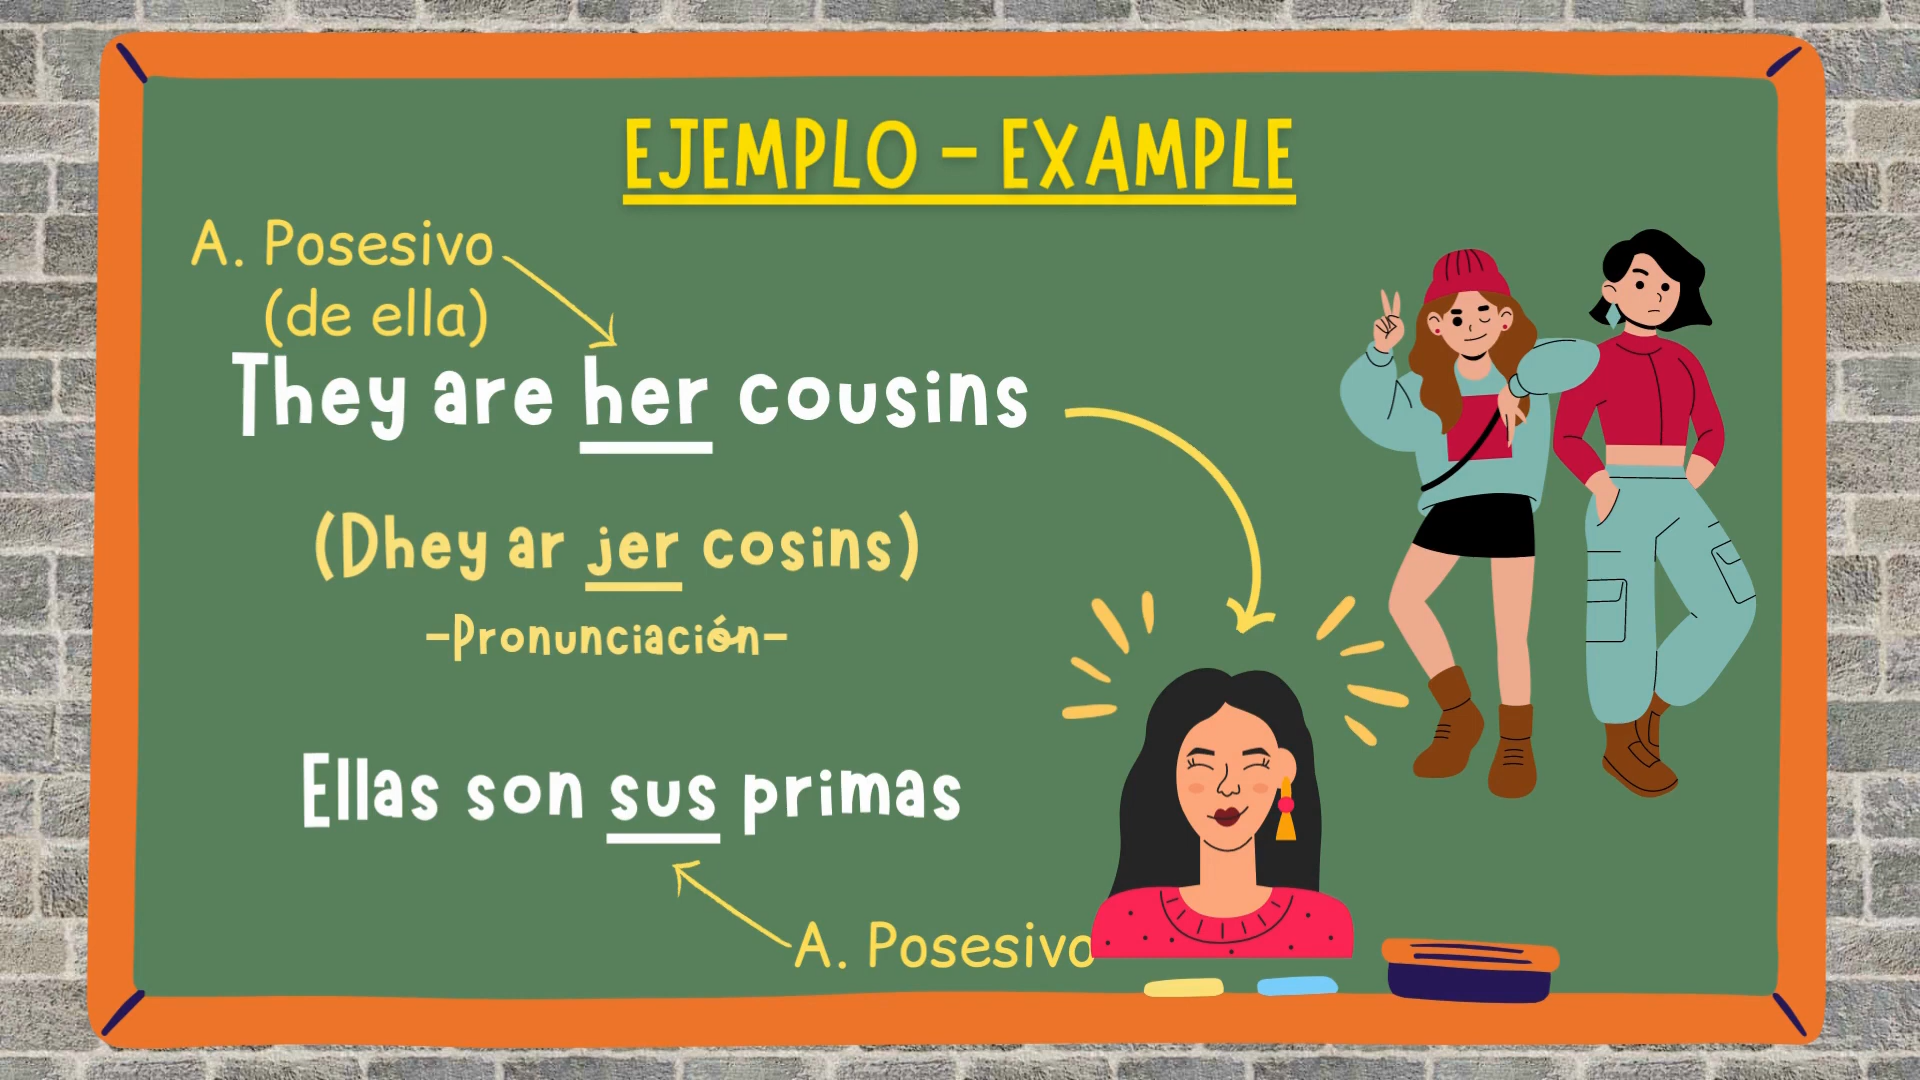 EJEMPLO - EXAMPLE
A. Posesivo
(de ella)
They are her cousins
(Dhey ar jer cosins)
-Pronunciación-
Ellas son sus primas
A. Posesivo